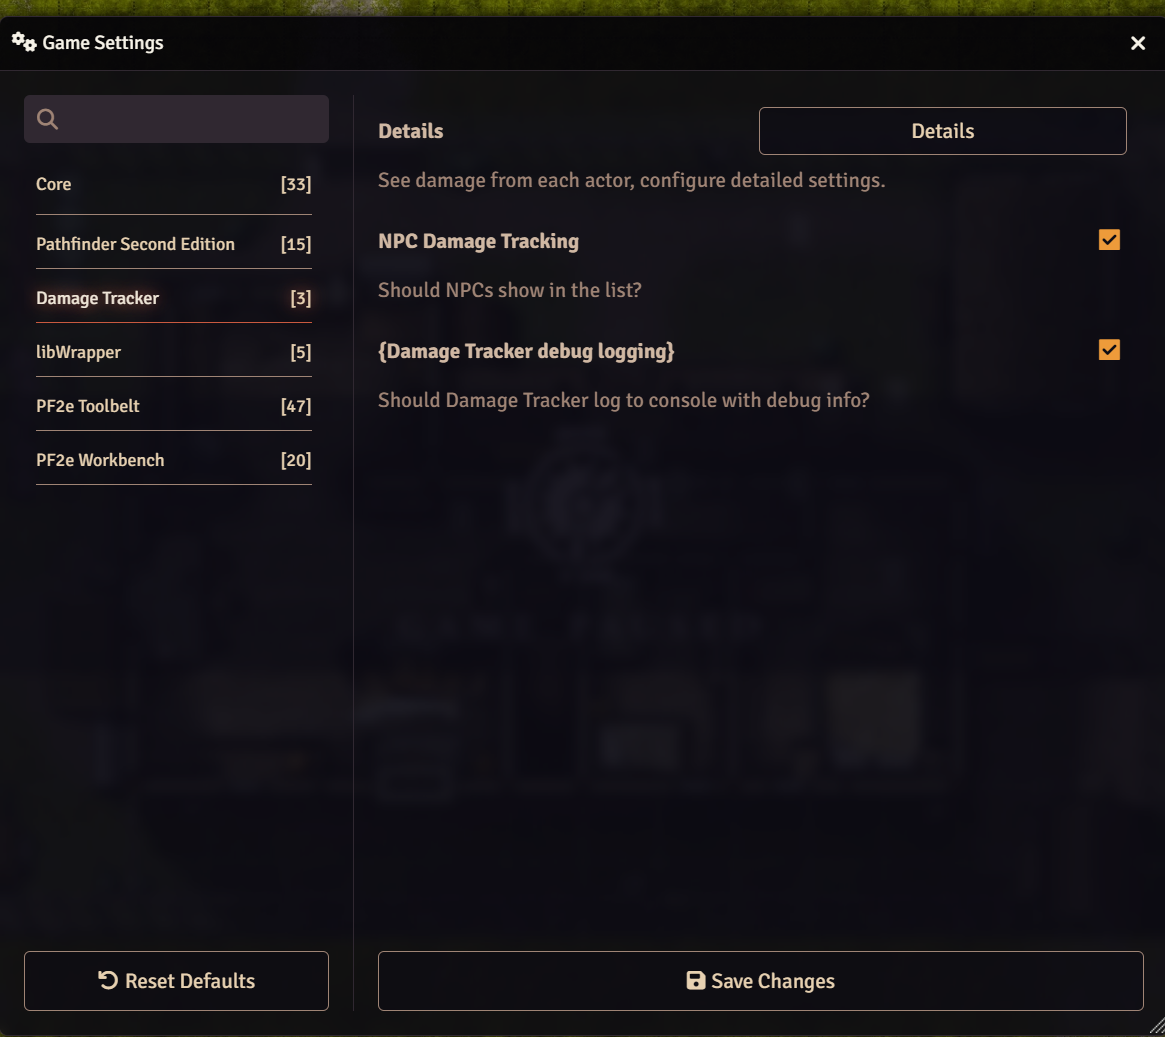 Game Settings
Core [33]
Pathfinder Second Edition [15]
Damage Tracker [3]
libWrapper [5]
PF2e Toolbelt [47]
PF2e Workbench [20]
Reset Defaults
Details Details
See damage from each actor, configure detailed settings.
NPC Damage Tracking
Should NPCs show in the list?
{Damage Tracker debug logging}
Should Damage Tracker log to console with debug info?
GAME PAUSED
Save Changes